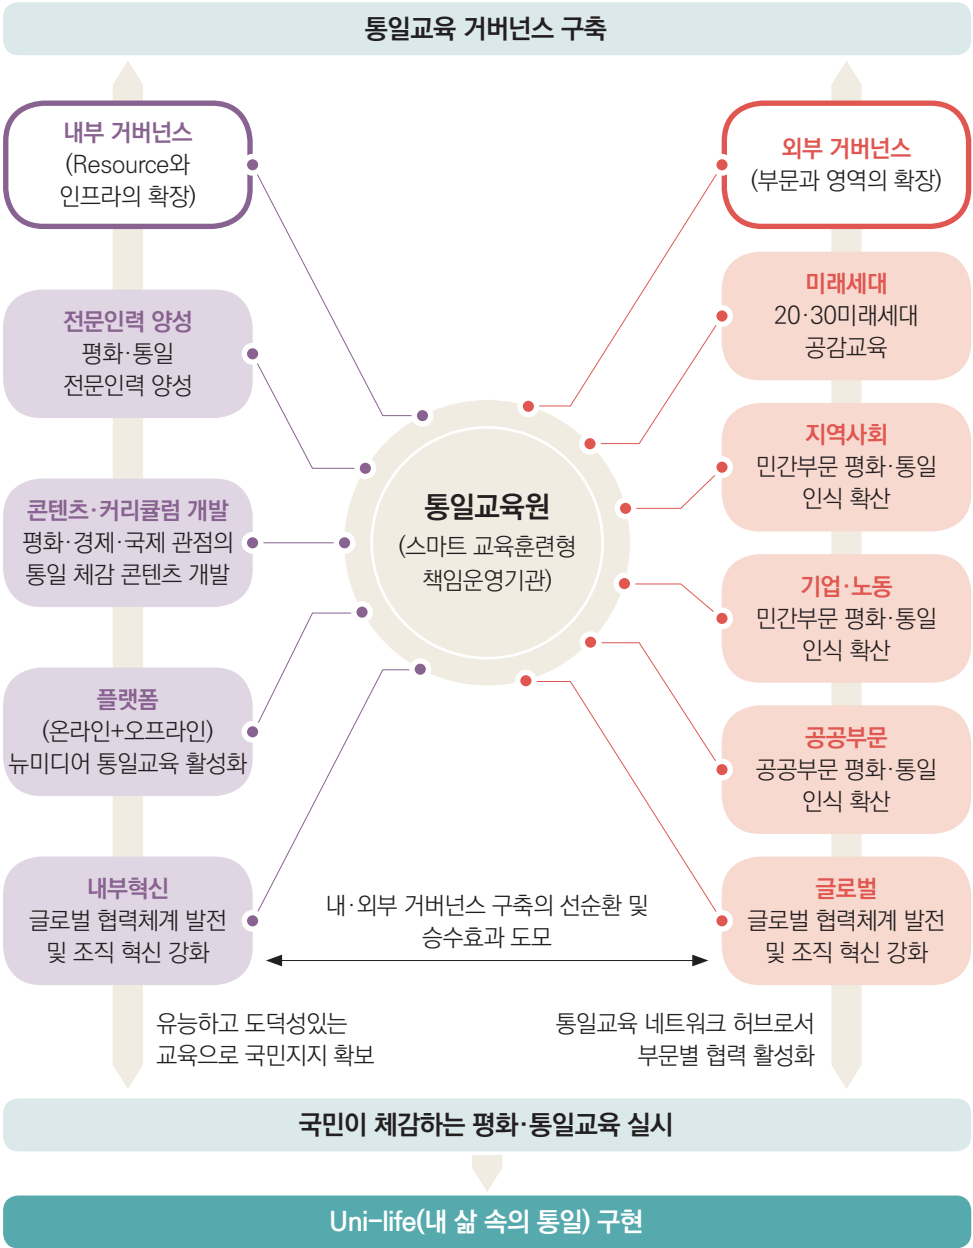 통일교육 거버넌스 구축
내부 거버넌스
(Resource와
인프라의 확장)
전문인력 양성
평화·통일
전문인력 양성
콘텐츠·커리큘럼 개발
평화·경제·국제 관점의
통일 체감 콘텐츠 개발
플랫폼
(온라인+오프라인)
뉴미디어 통일교육 활성화
내부혁신
글로벌 협력체계 발전
및 조직 혁신 강화
통일교육원
(스마트 교육훈련형
책임운영기관)
외부 거버넌스
(부문과 영역의 확장)
미래세대
20·30미래세대
공감교육
지역사회
민간부문 평화·통일
인식 확산
기업·노동
민간부문 평화·통일
인식 확산
공공부문
공공부문 평화·통일
인식 확산
글로벌
글로벌 협력체계 발전
및 조직 혁신 강화
내·외부 거버넌스 구축의 선순환 및
승수효과 도모
유능하고 도덕성있는
교육으로 국민지지 확보
통일교육 네트워크 허브로서
부문별 협력 활성화
국민이 체감하는 평화·통일교육 실시
Uni-life(내 삶 속의 통일) 구현